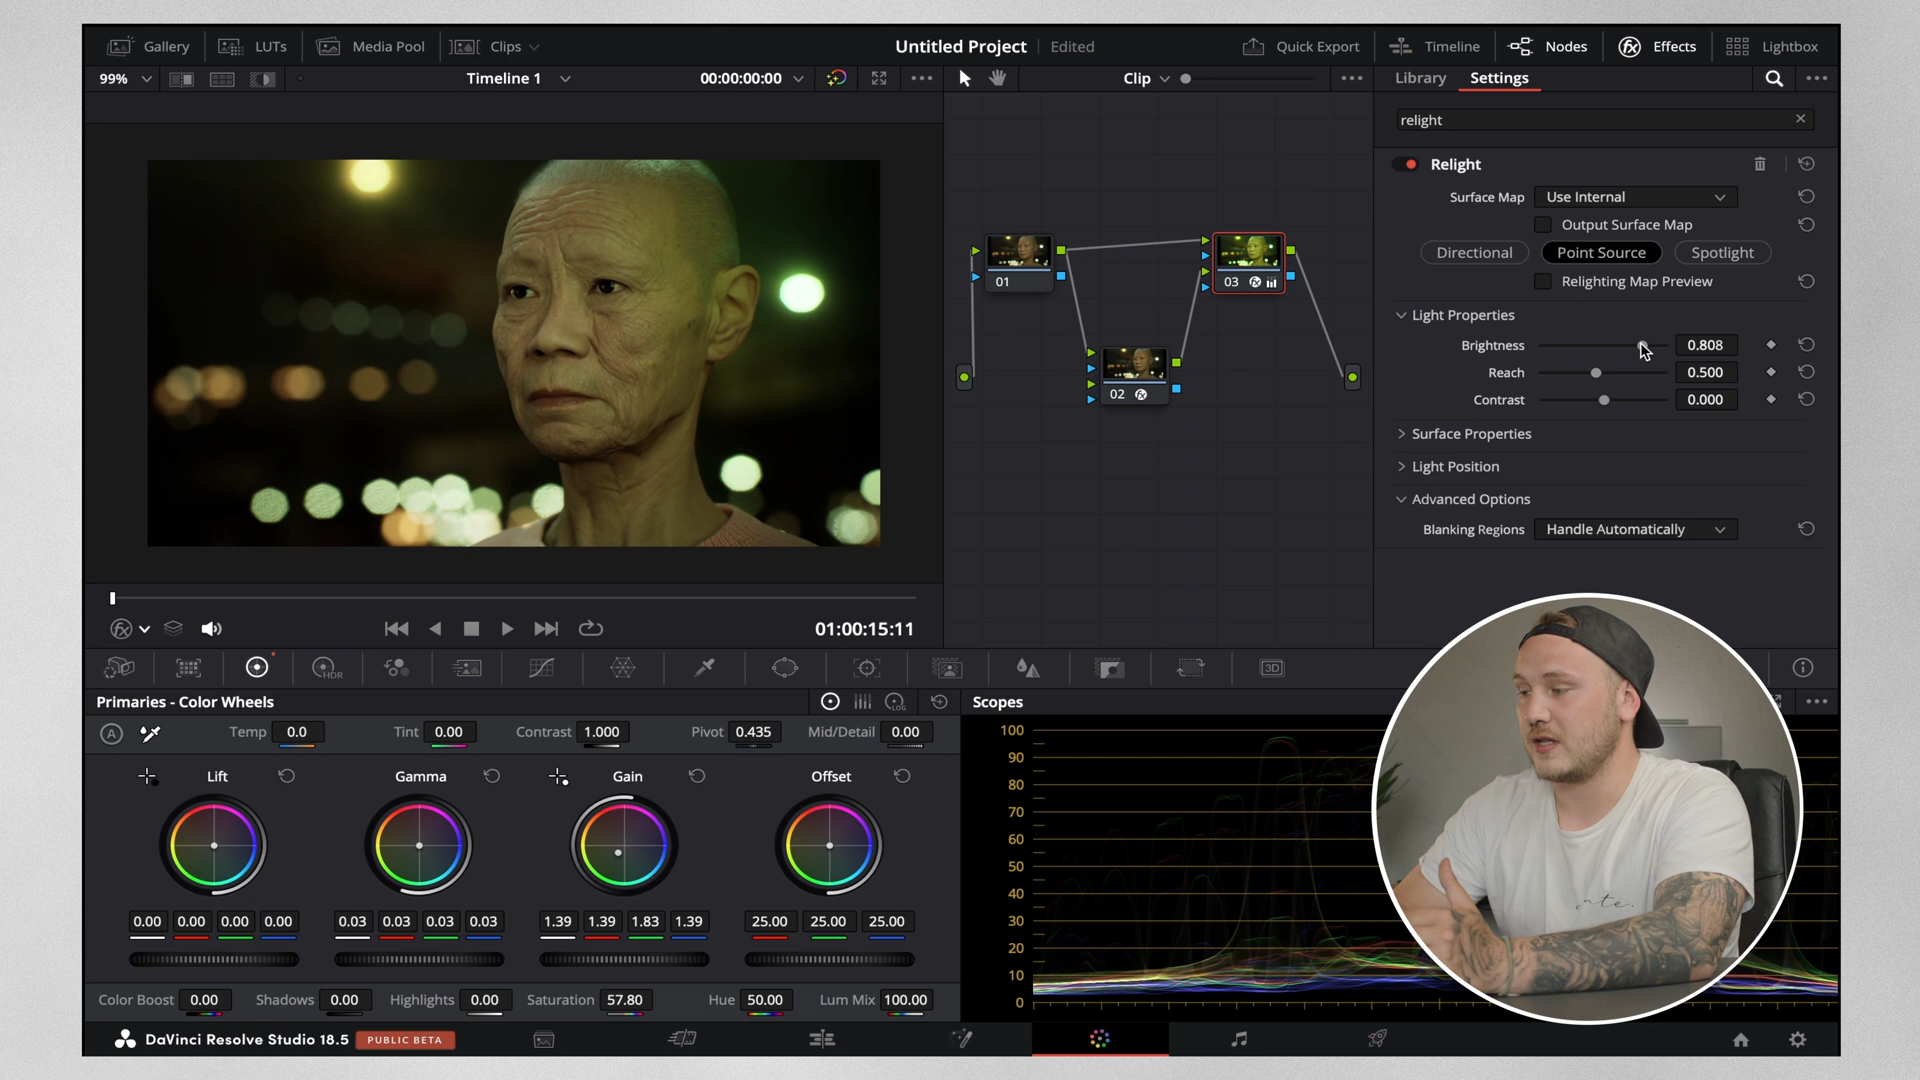 Gallery LUTs Media Pool Clips Untitled Project Edited Quick Export Timeline Nodes Effects Lightbox
99% Timeline 1 00:00:00:00 Clip Library Settings
relight
Relight
Surface Map Use Internal
Output Surface Map
Directional Point Source Spotlight
Relighting Map Preview
Light Properties
Brightness 0.808
Reach 0.500
Contrast 0.000
Surface Properties
Light Position
Advanced Options
Blanking Regions Handle Automatically
01
02
03
01:00:15:11
HDR 3D
Primaries - Color Wheels LOG Scopes
A Temp 0.0 Tint 0.00 Contrast 1.000 Pivot 0.435 Mid/Detail 0.00
Lift Gamma Gain Offset
0.00 0.00 0.00 0.00 0.03 0.03 0.03 0.03 1.39 1.39 1.83 1.39 25.00 25.00 25.00
Color Boost 0.00 Shadows 0.00 Highlights 0.00 Saturation 57.80 Hue 50.00 Lum Mix 100.00
100
90
80
70
60
50
40
30
20
10
0
DaVinci Resolve Studio 18.5 PUBLIC BETA